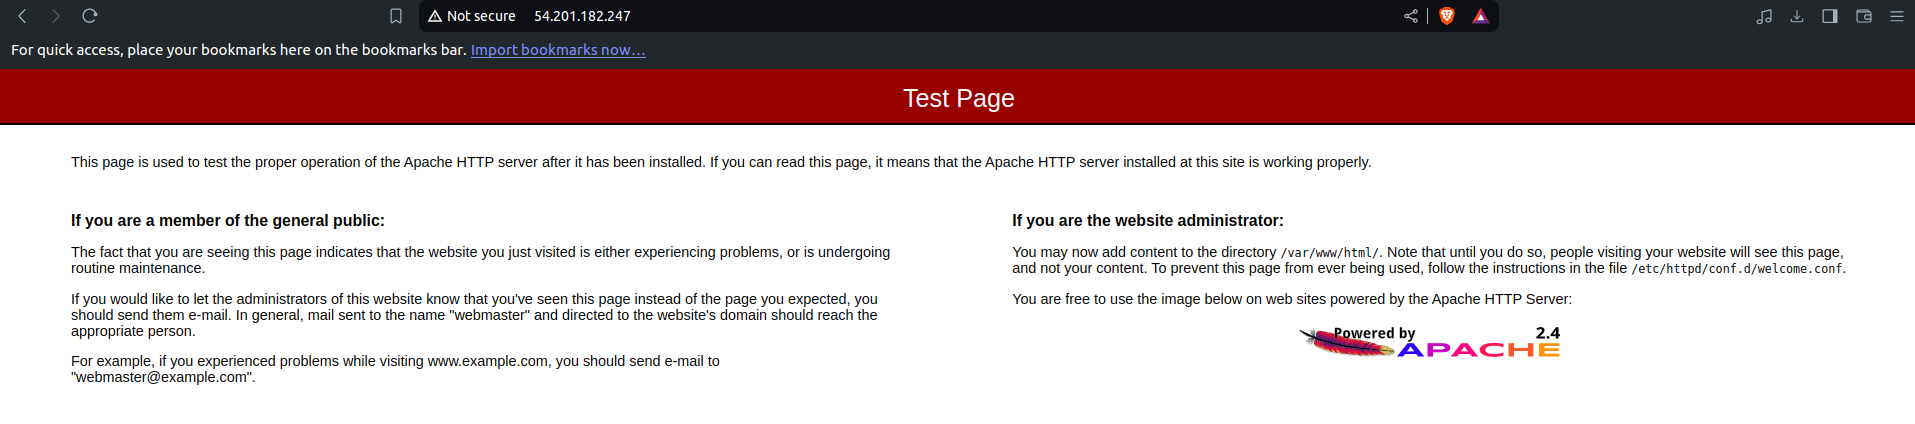 Not secure 54.201.182.247
For quick access, place your bookmarks here on the bookmarks bar. Import bookmarks now...
Test Page
This page is used to test the proper operation of the Apache HTTP server after it has been installed. If you can read this page, it means that the Apache HTTP server installed at this site is working properly.
If you are a member of the general public:
The fact that you are seeing this page indicates that the website you just visited is either experiencing problems, or is undergoing
routine maintenance.
If you would like to let the administrators of this website know that you've seen this page instead of the page you expected, you
should send them e-mail. In general, mail sent to the name "webmaster" and directed to the website's domain should reach the
appropriate person.
For example, if you experienced problems while visiting www.example.com, you should send e-mail to
"webmaster@example.com".
If you are the website administrator:
You may now add content to the directory /var/www/html/. Note that until you do so, people visiting your website will see this page,
and not your content. To prevent this page from ever being used, follow the instructions in the file /etc/httpd/conf.d/welcome.conf.
You are free to use the image below on web sites powered by the Apache HTTP Server:
Powered by 2.4
APACHE